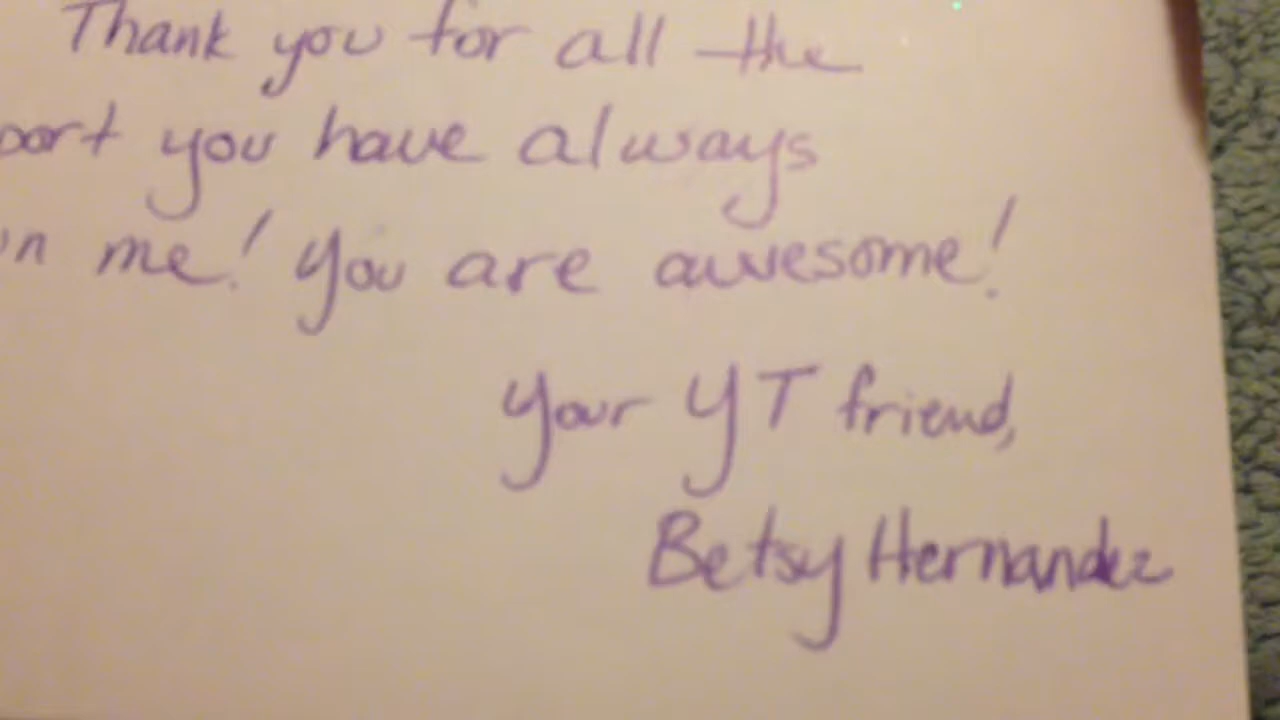 Thank you for all the
port you have always
n me! You are awesome!
Your YT friend,
Betsy Hernandez